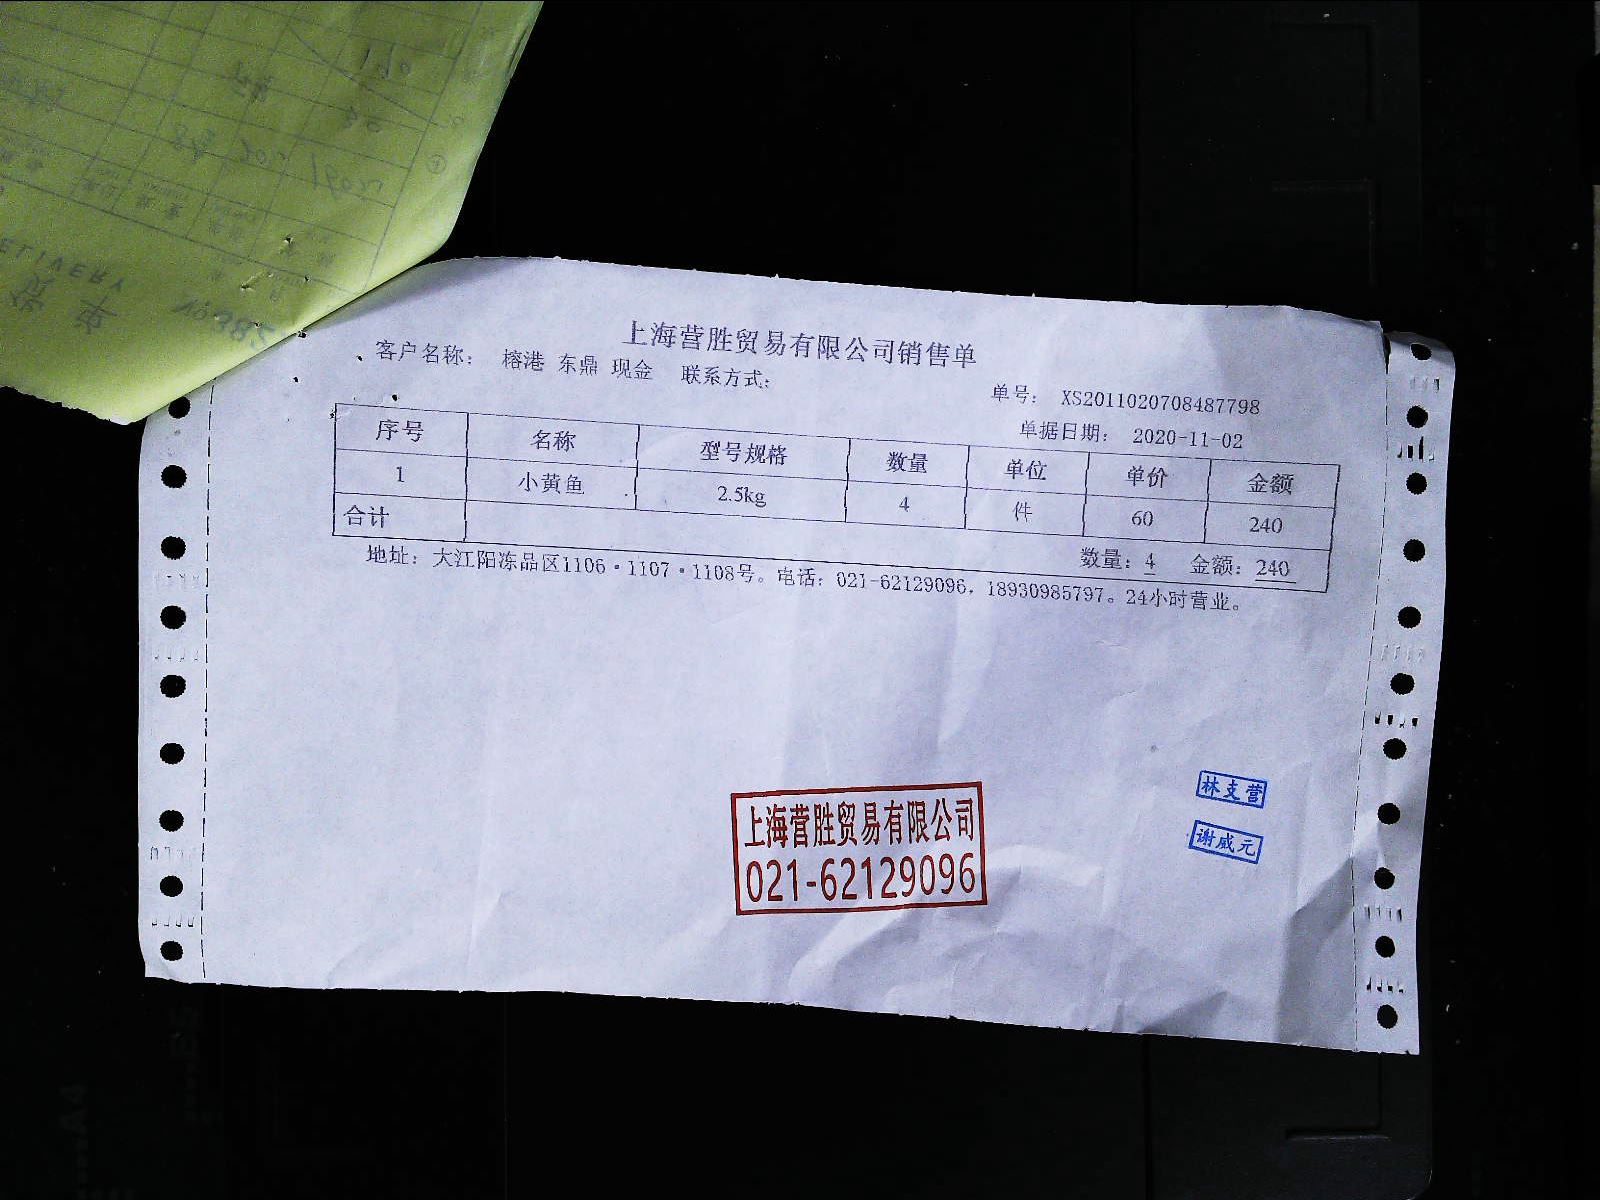 DELIVERY
上海营胜贸易有限公司销售单
客户名称： 榕港 东鼎 现金 联系方式：
单号： XS2011020708487798
单据日期： 2020-11-02
序号 名称 型号规格 数量 单位 单价 金额
1 小黄鱼 2.5kg 4 件 60 240
合计 数量：4 金额：240
地址：大江阳冻品区1106·1107·1108号。电话：021-62129096，18930985797。24小时营业。
林支营
上海营胜贸易有限公司
021-62129096
谢威元